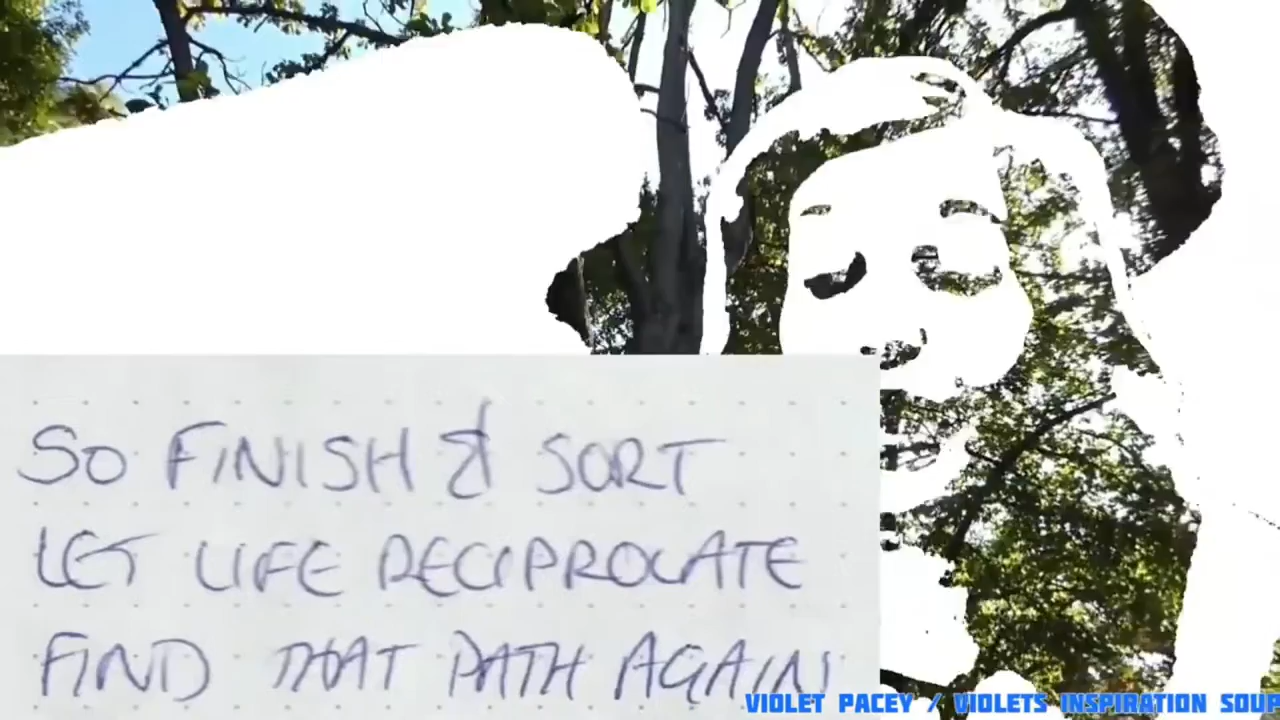 SO FINISH & SORT
LET LIFE RECIPROCATE
FIND THAT PATH AGAIN
VIOLET PACEY / VIOLETS INSPIRATION SOUP